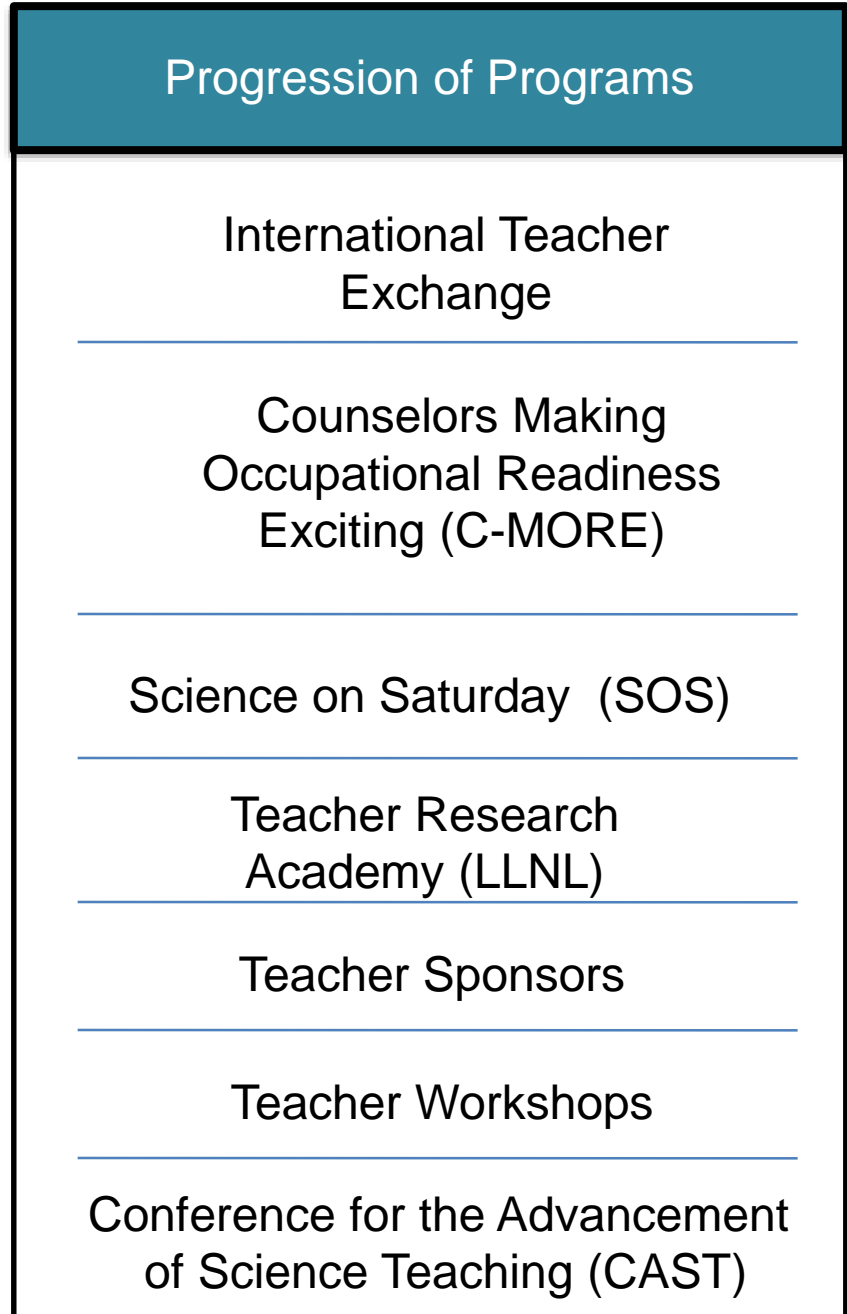 Progression of Programs
International Teacher
Exchange
Counselors Making
Occupational Readiness
Exciting (C-MORE)
Science on Saturday (SOS)
Teacher Research
Academy (LLNL)
Teacher Sponsors
Teacher Workshops
Conference for the Advancement
of Science Teaching (CAST)